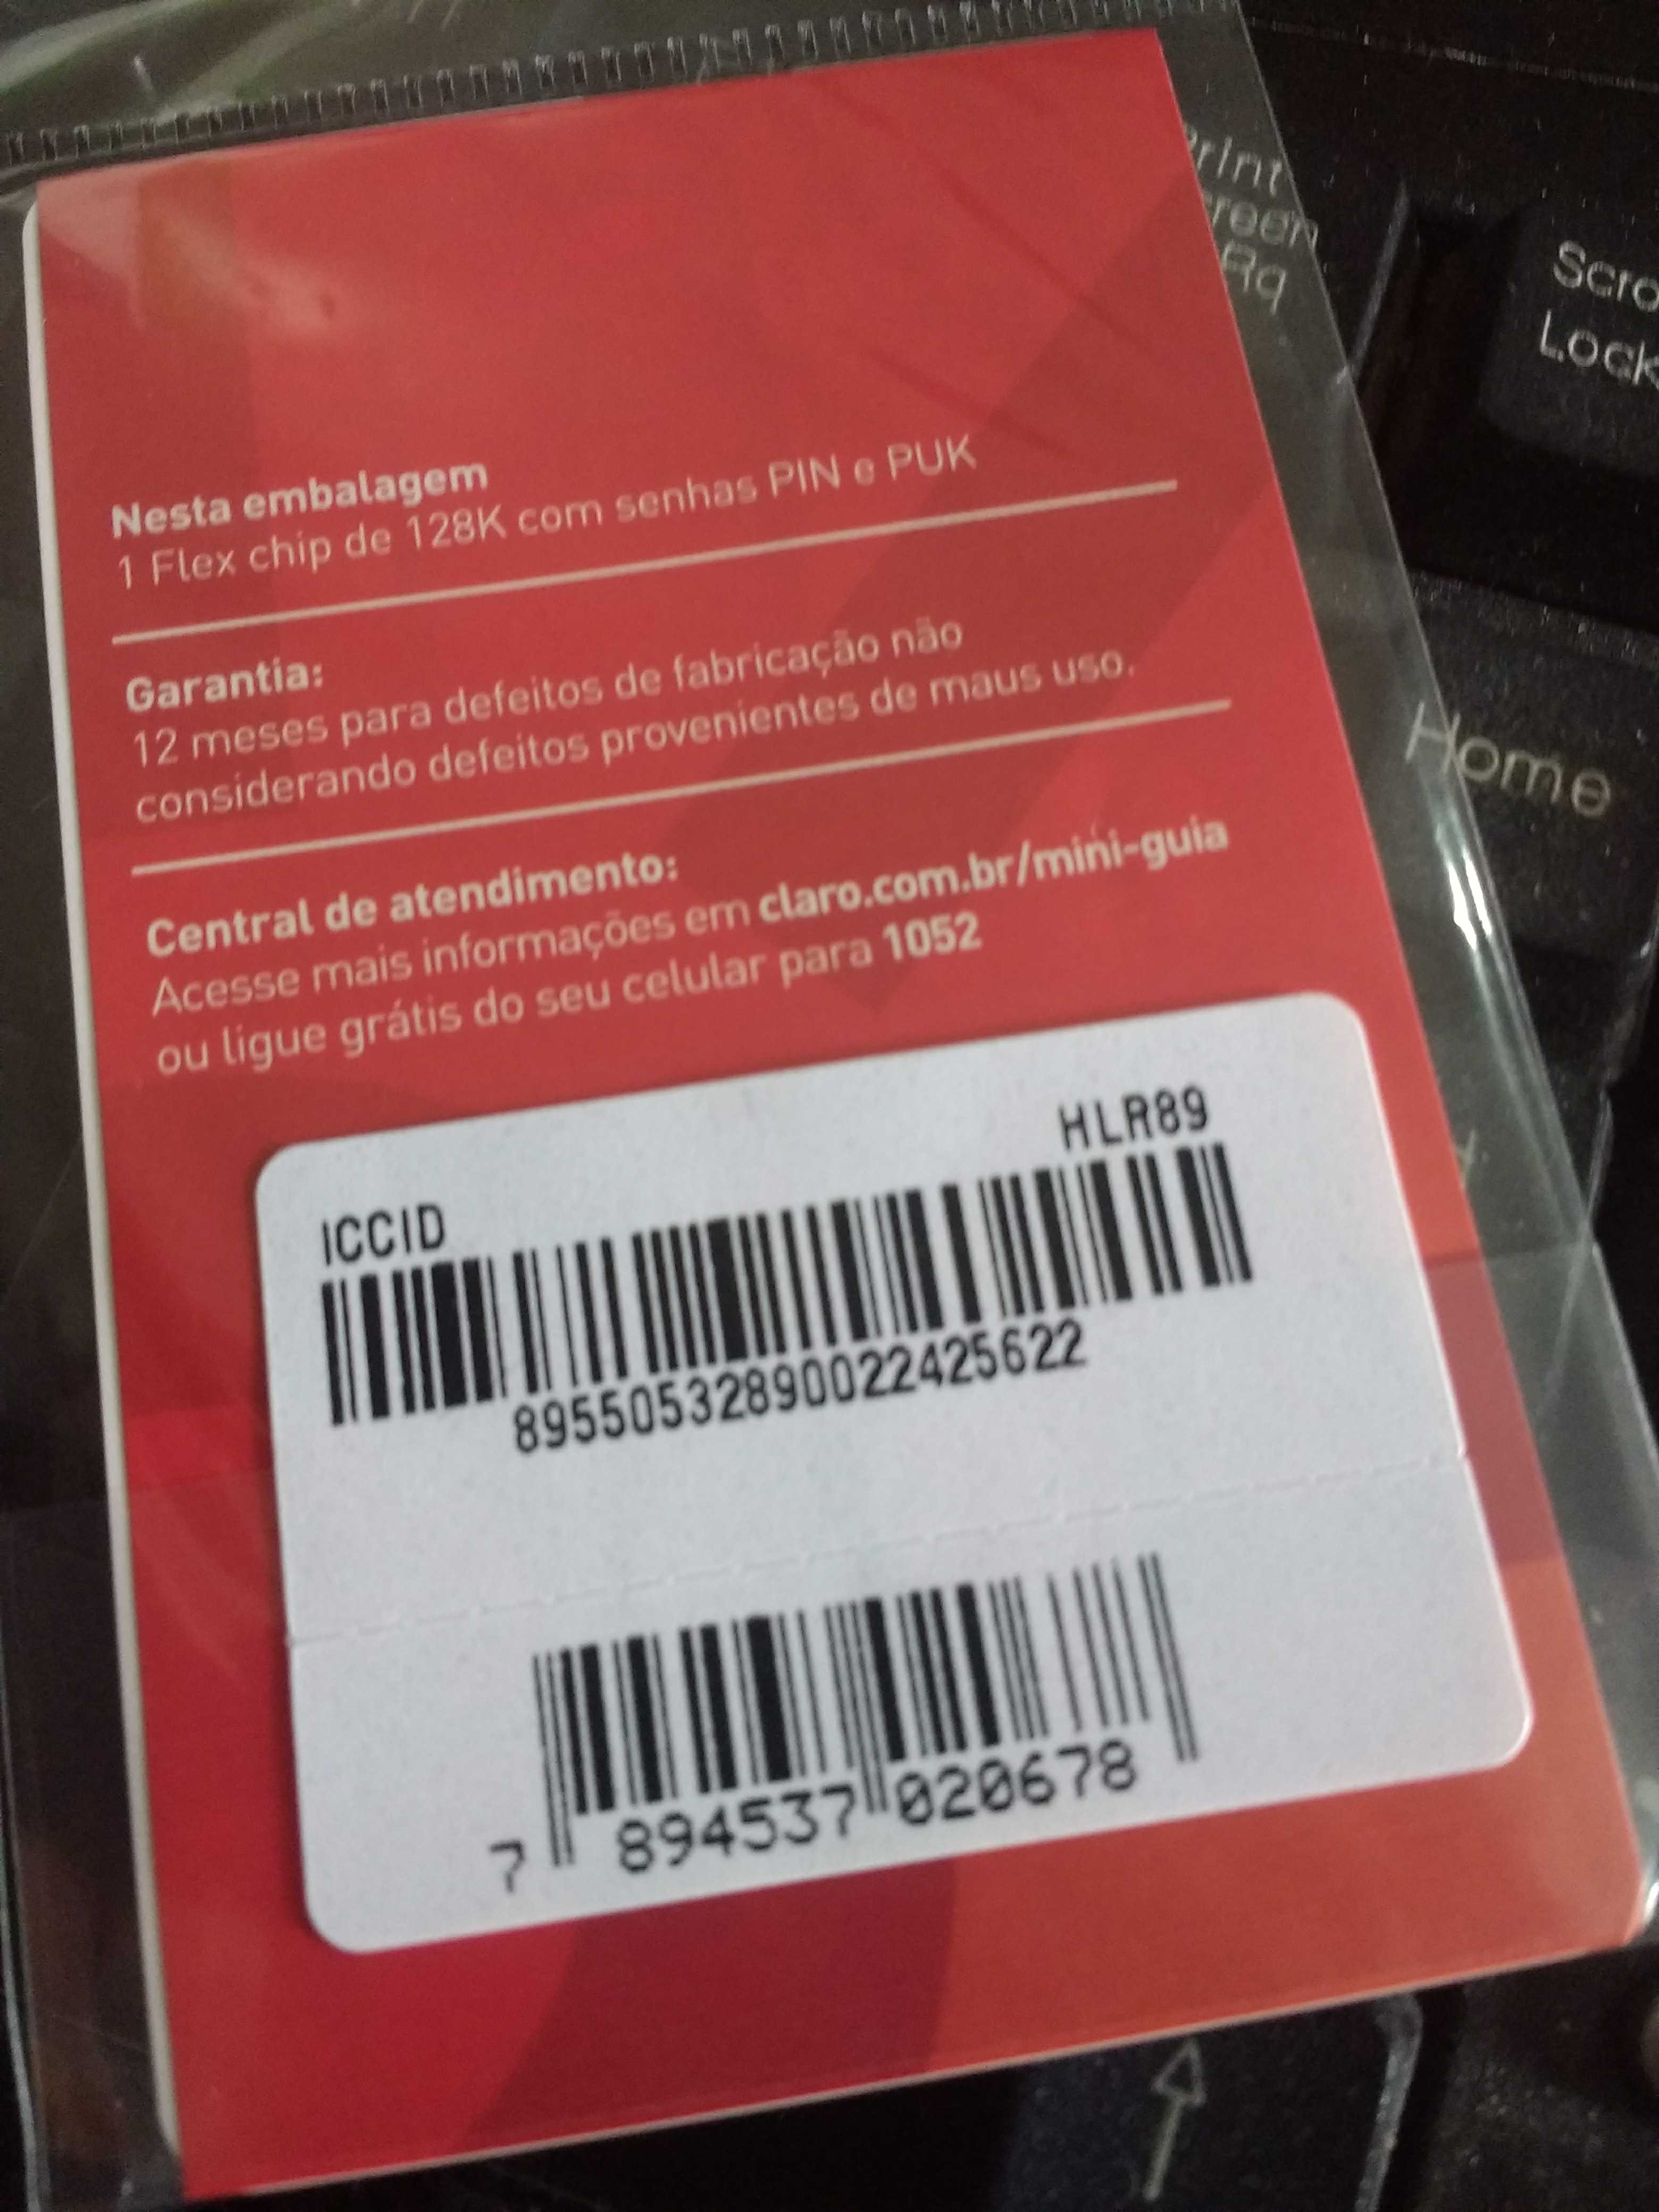 Nesta embalagem
1 Flex chip de 128K com senhas PIN e PUK
Garantia:
12 meses para defeitos de fabricação não
considerando defeitos provenientes de maus uso.
Central de atendimento:
Acesse mais informações em claro.com.br/mini-guia
ou ligue grátis do seu celular para 1052
HLR89
ICCID
89550532890022425622
7 894537 020678
Print
Screen
Rq
Scro
Lock
Home